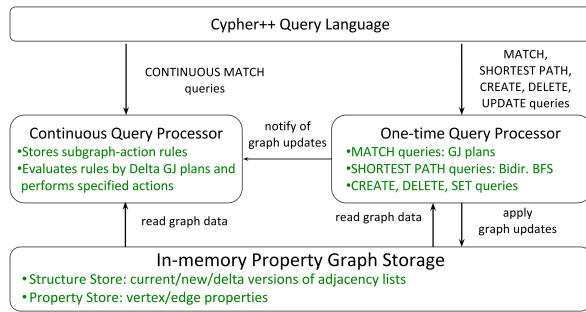 Cypher++ Query Language
CONTINUOUS MATCH
queries
MATCH,
SHORTEST PATH,
CREATE, DELETE,
UPDATE queries
Continuous Query Processor
•Stores subgraph-action rules
•Evaluates rules by Delta GJ plans and
performs specified actions
notify of
graph updates
One-time Query Processor
•MATCH queries: GJ plans
•SHORTEST PATH queries: Bidir. BFS
•CREATE, DELETE, SET queries
read graph data
read graph data
apply
graph updates
In-memory Property Graph Storage
•Structure Store: current/new/delta versions of adjacency lists
•Property Store: vertex/edge properties